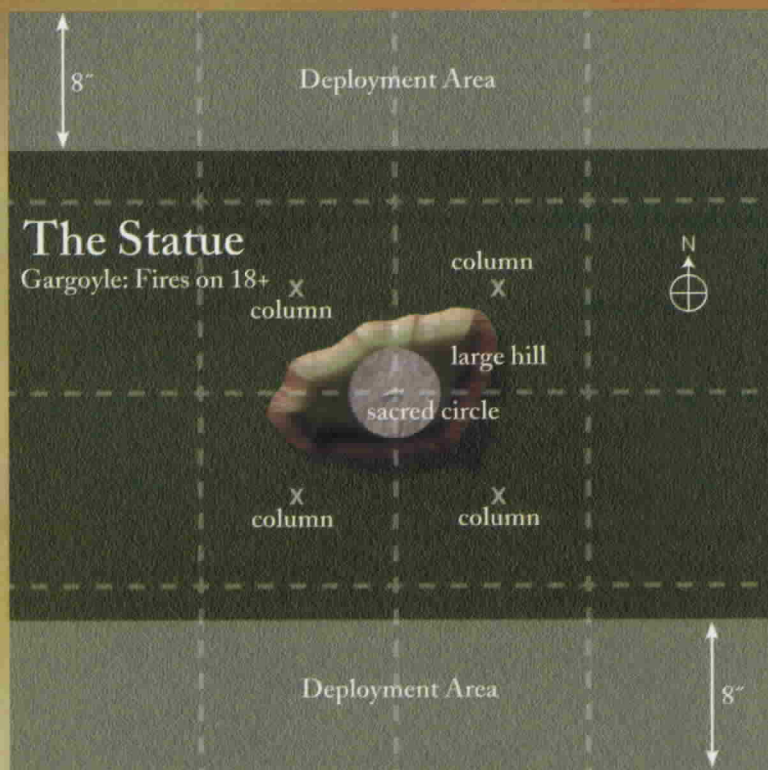 8"
Deployment Area
The Statue
Gargoyle: Fires on 18+
N
column
X
X
column
large hill
sacred circle
X
X
column
column
Deployment Area
8"